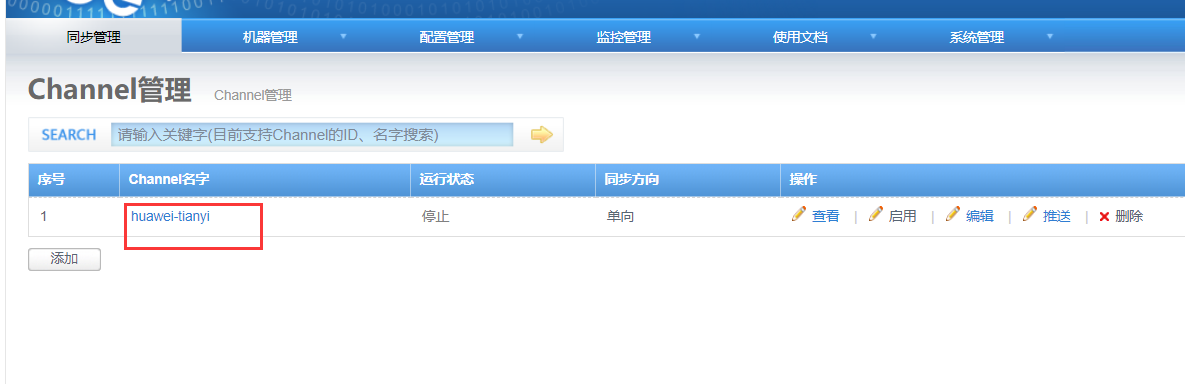 同步管理 机器管理 配置管理 监控管理 使用文档 系统管理
Channel管理 Channel管理
SEARCH 请输入关键字(目前支持Channel的ID、名字搜索)
序号 Channel名字 运行状态 同步方向 操作
1 huawei-tianyi 停止 单向 查看 | 启用 | 编辑 | 推送 | 删除
添加